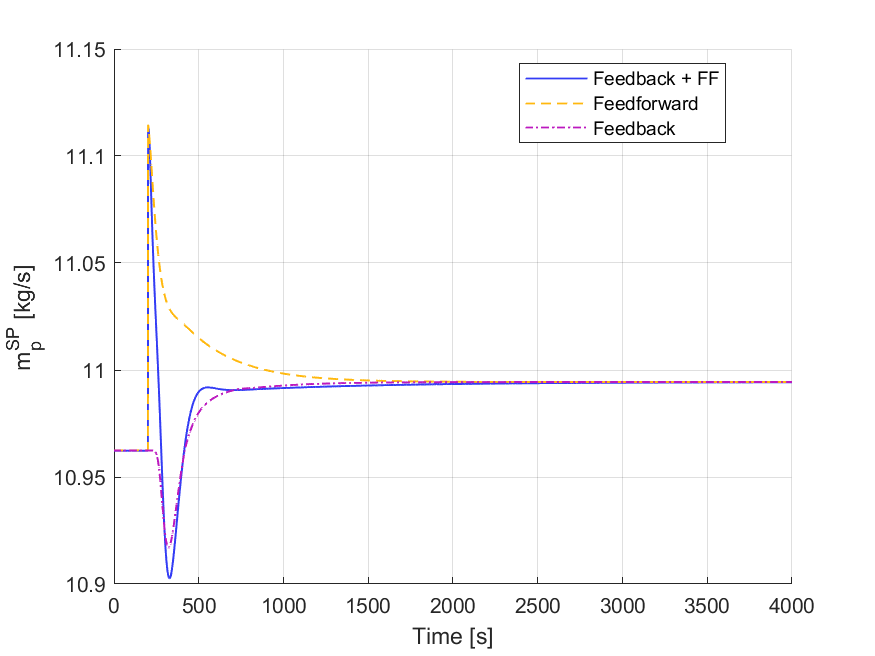 11.15
11.1
11.05
11
10.95
10.9
m_p^SP [kg/s]
Feedback + FF
Feedforward
Feedback
0 500 1000 1500 2000 2500 3000 3500 4000
Time [s]